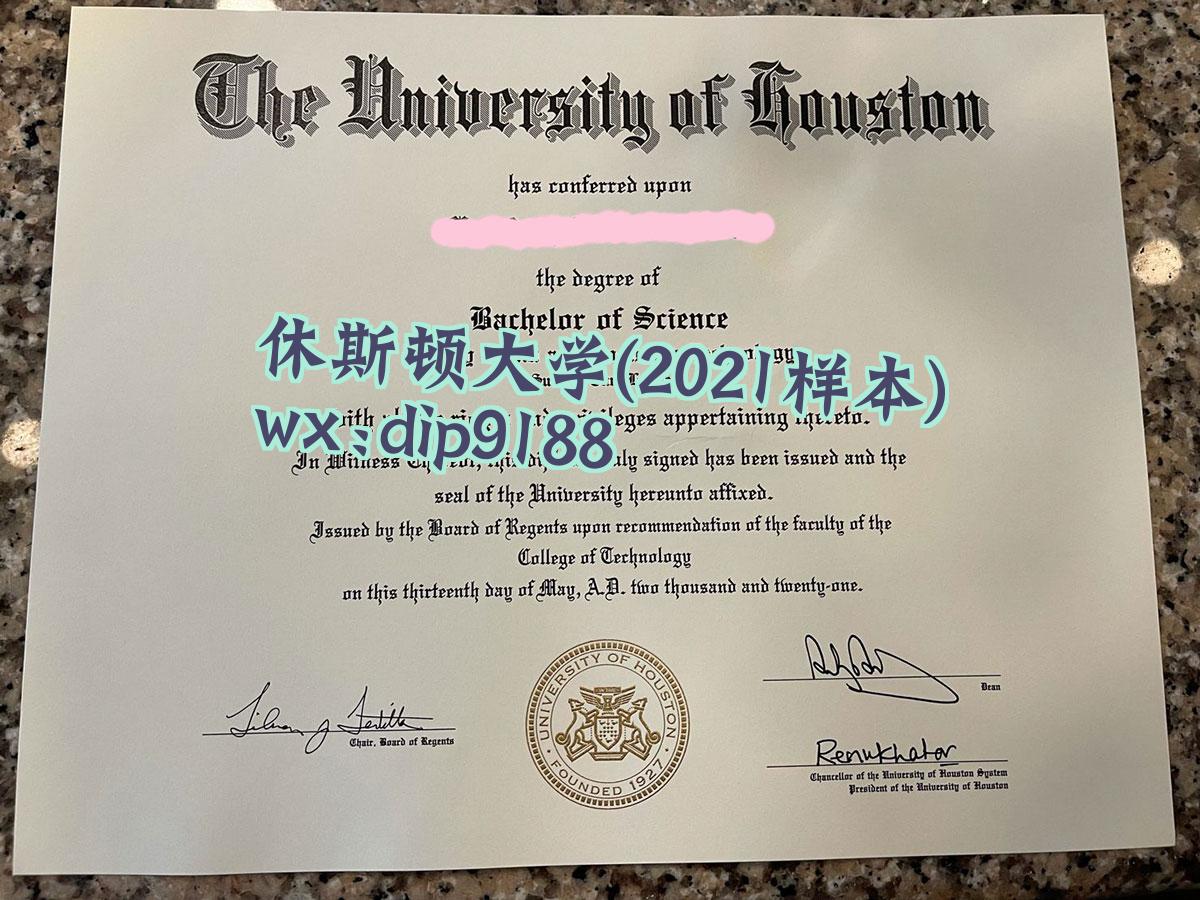 The University of Houston
has conferred upon
the degree of
Bachelor of Science
休斯顿大学(2021样本)
wx:dip9188
appertaining thereto.
signed has been issued and the
seal of the University hereunto affixed.
Issued by the Board of Regents upon recommendation of the faculty of the
College of Technology
on this thirteenth day of May, A.D. two thousand and twenty-one.
Dean
Chair, Board of Regents
UNIVERSITY OF HOUSTON
FOUNDED 1927
Renu Khator
Chancellor of the University of Houston System
President of the University of Houston